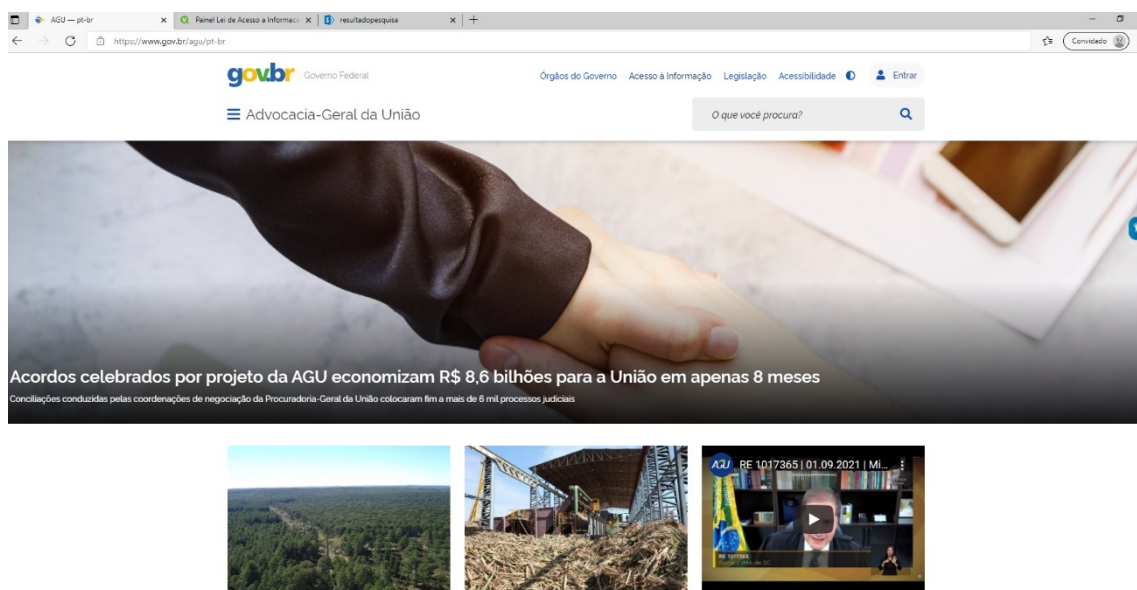 AGU — pt-br
Painel Lei de Acesso a Informaca
resultadopesquisa
https://www.gov.br/agu/pt-br
Convidado
gov.br
Governo Federal
Órgãos do Governo Acesso à Informação Legislação Acessibilidade
Entrar
Advocacia-Geral da União
O que você procura?
Acordos celebrados por projeto da AGU economizam R$ 8,6 bilhões para a União em apenas 8 meses
Conciliações conduzidas pelas coordenações de negociação da Procuradoria-Geral da União colocaram fim a mais de 6 mil processos judiciais
AGU RE 1017365 | 01.09.2021 | Mi...
RE 1017365